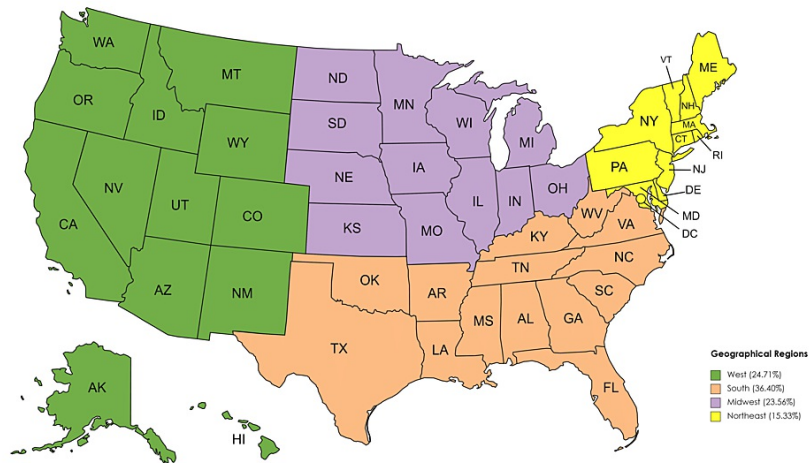 WA
MT
ND
MN
VT
ME
OR
ID
SD
WI
MI
NY
NH
MA
CT
RI
WY
IA
PA
NJ
NV
NE
OH
DE
UT
CO
IL
IN
MD
CA
KS
MO
WV
VA
DC
KY
AZ
NM
OK
AR
TN
NC
SC
TX
LA
MS
AL
GA
FL
AK
HI
Geographical Regions
West (24.71%)
South (36.40%)
Midwest (23.56%)
Northeast (15.33%)